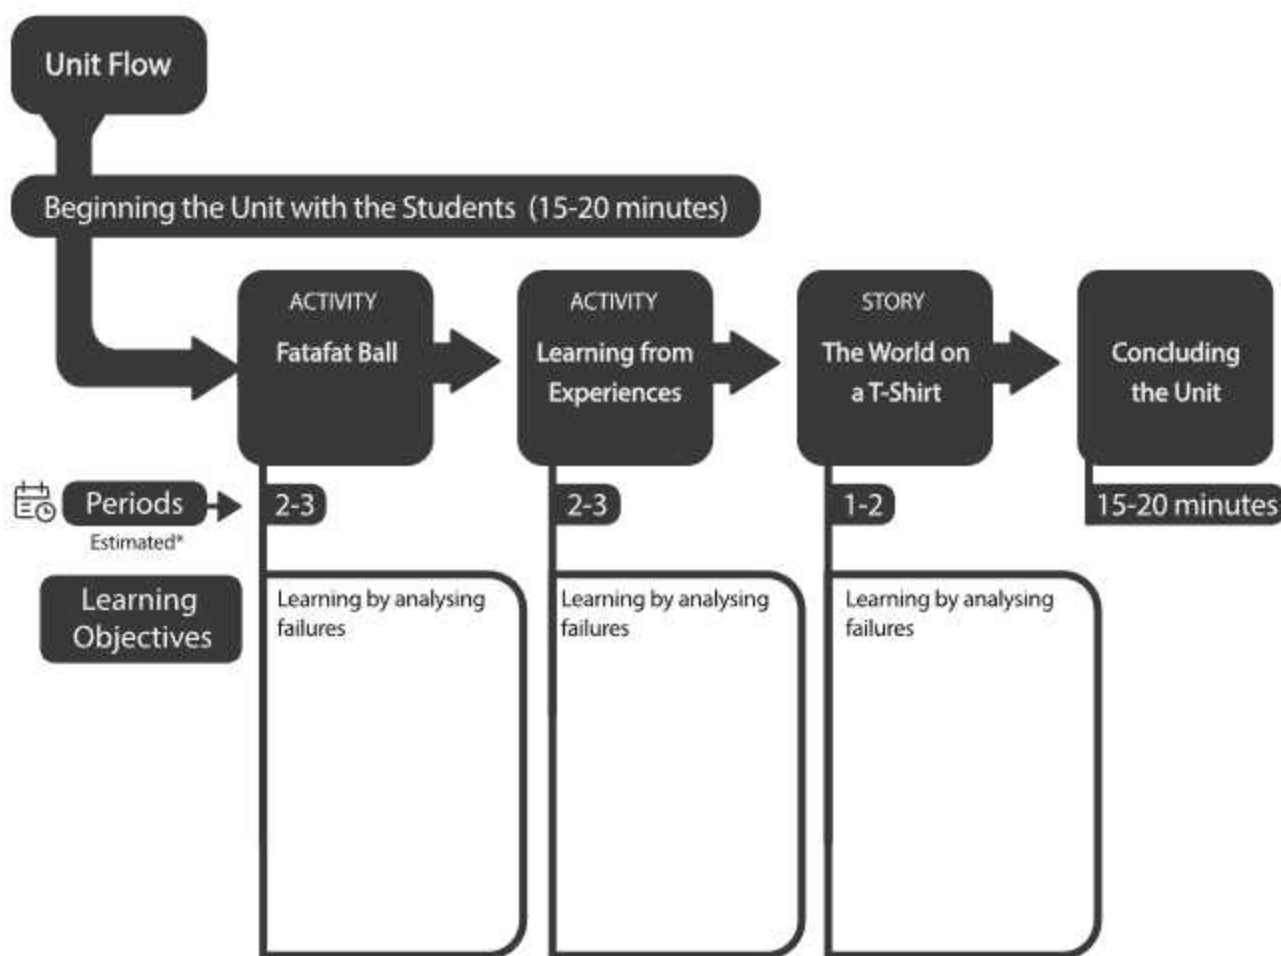 Unit Flow
Beginning the Unit with the Students (15-20 minutes)
ACTIVITY
Fatafat Ball
ACTIVITY
Learning from
Experiences
STORY
The World on
a T-Shirt
Concluding
the Unit
Periods
Estimated*
2-3
2-3
1-2
15-20 minutes
Learning
Objectives
Learning by analysing
failures
Learning by analysing
failures
Learning by analysing
failures